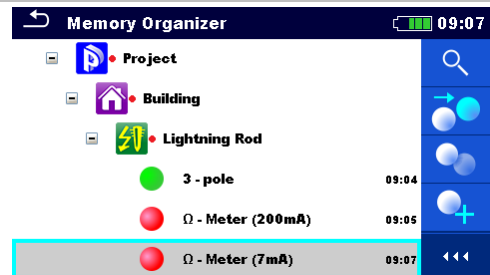 Memory Organizer 09:07
Project
Building
Lightning Rod
3 - pole 09:04
Ω - Meter (200mA) 09:05
Ω - Meter (7mA) 09:07